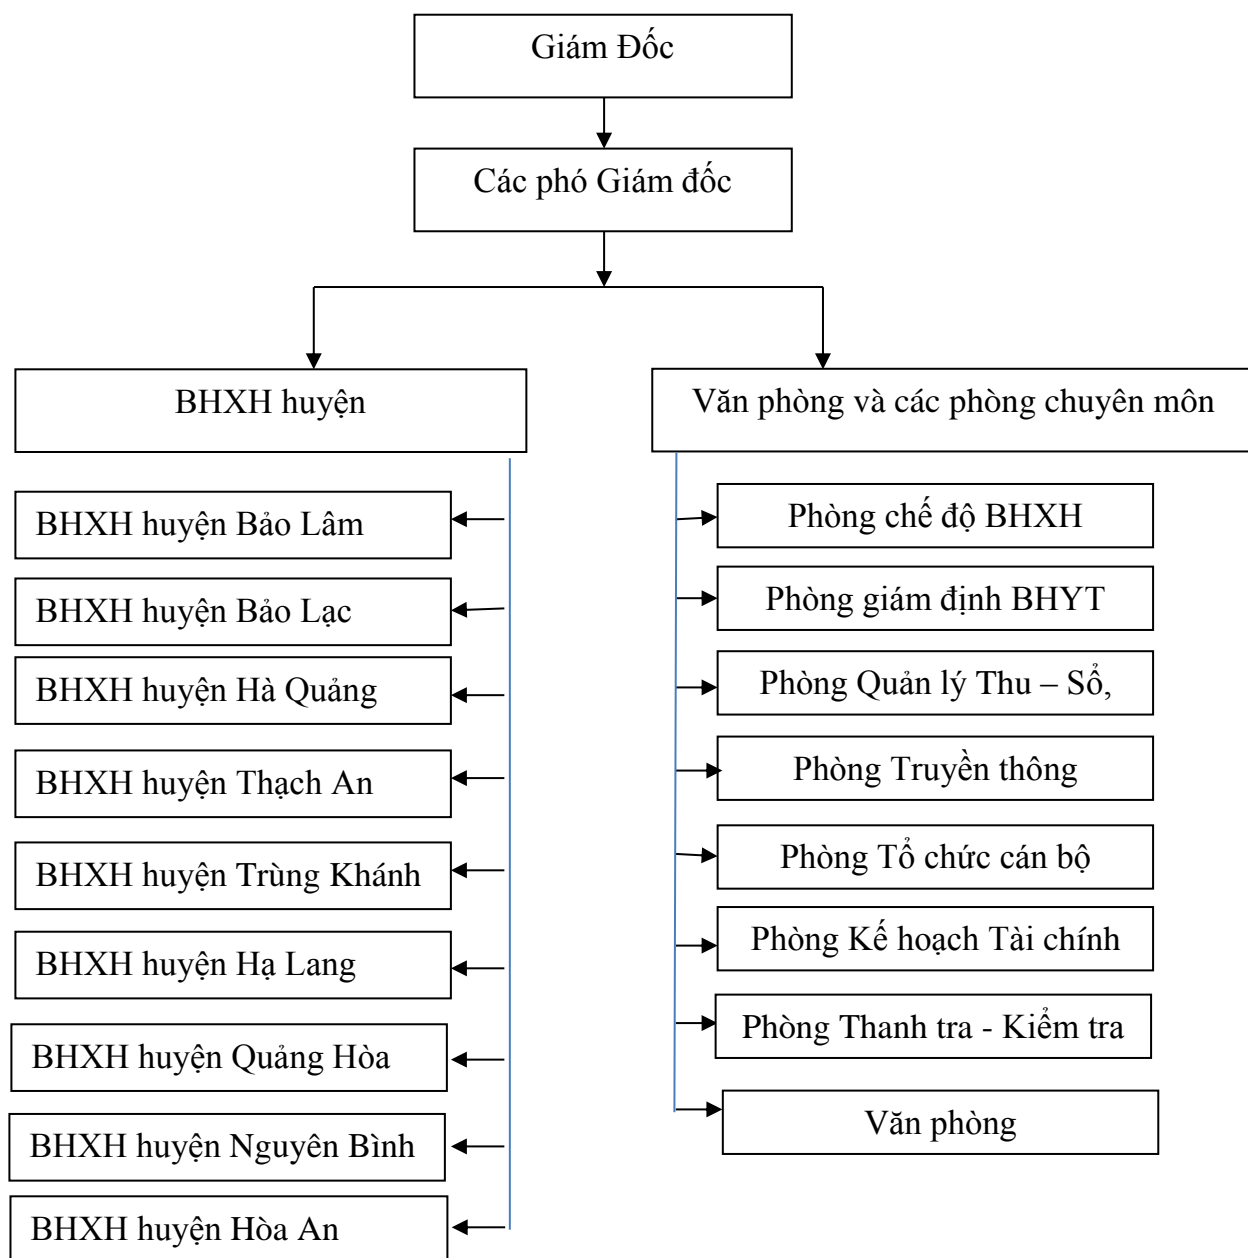 Giám Đốc
Các phó Giám đốc
BHXH huyện
BHXH huyện Bảo Lâm
BHXH huyện Bảo Lạc
BHXH huyện Hà Quảng
BHXH huyện Thạch An
BHXH huyện Trùng Khánh
BHXH huyện Hạ Lang
BHXH huyện Quảng Hòa
BHXH huyện Nguyên Bình
BHXH huyện Hòa An
Văn phòng và các phòng chuyên môn
Phòng chế độ BHXH
Phòng giám định BHYT
Phòng Quản lý Thu – Sổ,
Phòng Truyền thông
Phòng Tổ chức cán bộ
Phòng Kế hoạch Tài chính
Phòng Thanh tra - Kiểm tra
Văn phòng